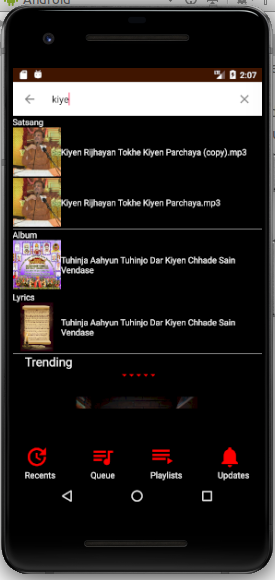 Android
2:07
kiye
Satsang
Kiyen Rijhayan Tokhe Kiyen Parchaya (copy).mp3
Kiyen Rijhayan Tokhe Kiyen Parchaya.mp3
Album
Tuhinja Aahyun Tuhinjo Dar Kiyen Chhade Sain
Vendase
Lyrics
Tuhinja Aahyun Tuhinjo Dar Kiyen Chhade Sain
Vendase
Trending
Recents
Queue
Playlists
Updates